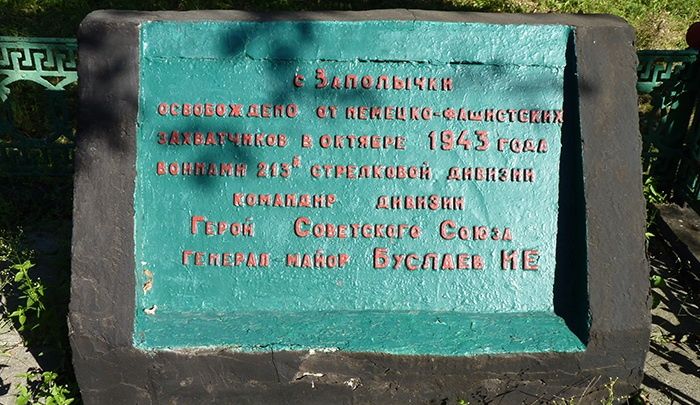 с Заполычки
освобождено от немецко-фашистских
захватчиков в октябре 1943 года
воинами 213й стрелковой дивизии
командир дивизии
Герой Советского Союза
генерал майор Буслаев И Е